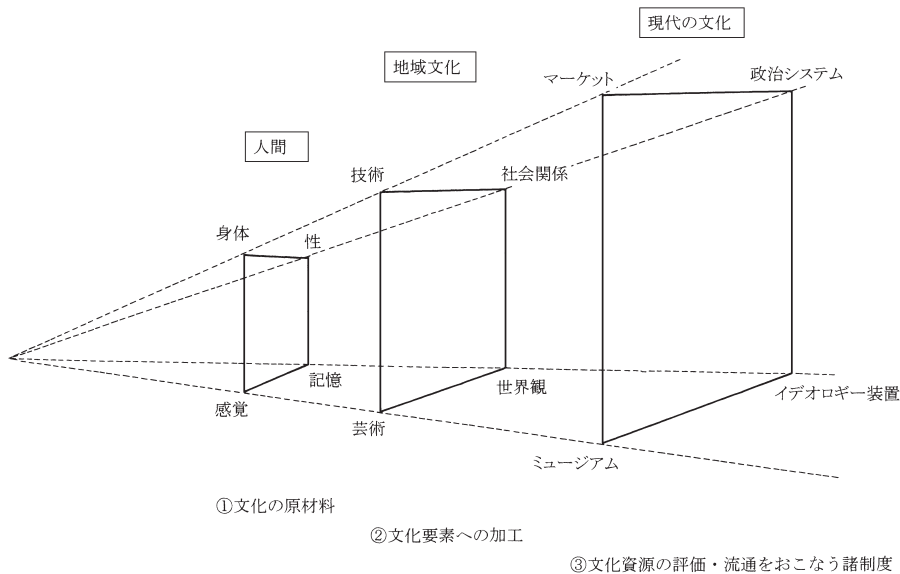 現代の文化
地域文化
マーケット
政治システム
人間
技術
社会関係
身体
性
記憶
世界観
イデオロギー装置
感覚
芸術
ミュージアム
①文化の原材料
②文化要素への加工
③文化資源の評価・流通をおこなう諸制度